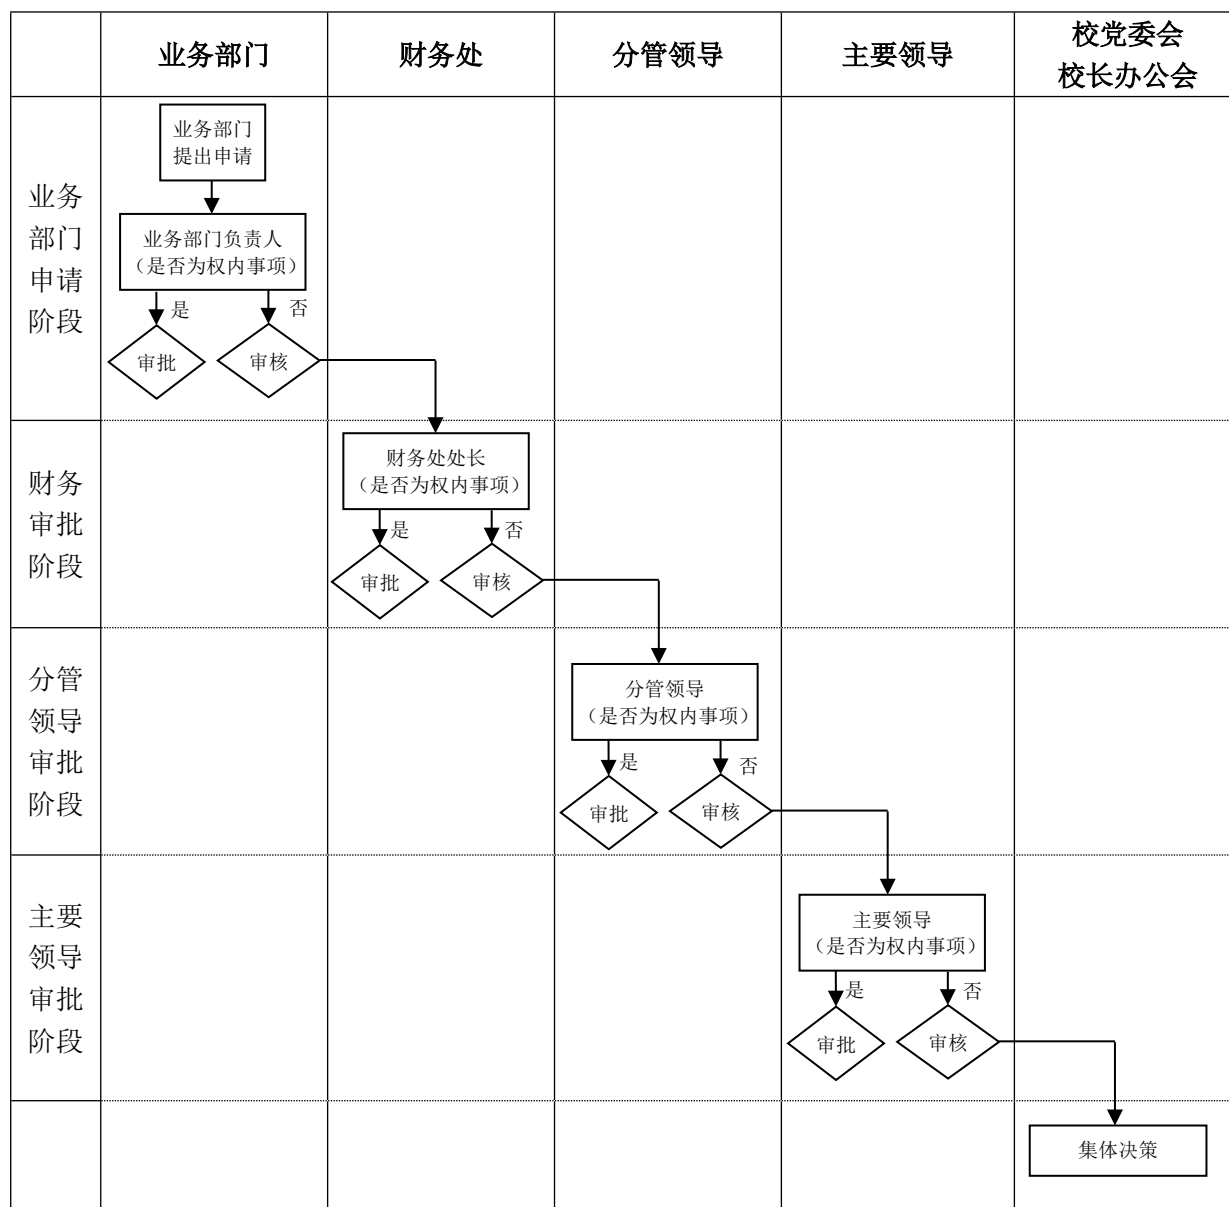 业务部门
财务处
分管领导
主要领导
校党委会
校长办公会
业务
部门
申请
阶段
业务部门
提出申请
业务部门负责人
（是否为权内事项）
是
否
审批
审核
财务
审批
阶段
财务处处长
（是否为权内事项）
是
否
审批
审核
分管
领导
审批
阶段
分管领导
（是否为权内事项）
是
否
审批
审核
主要
领导
审批
阶段
主要领导
（是否为权内事项）
是
否
审批
审核
集体决策